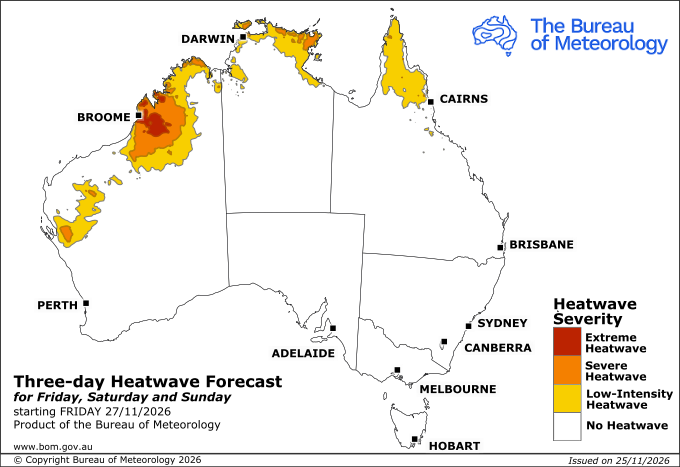 The Bureau
of Meteorology
DARWIN
BROOME
CAIRNS
BRISBANE
PERTH
ADELAIDE
SYDNEY
CANBERRA
MELBOURNE
HOBART
Heatwave
Severity
Extreme
Heatwave
Severe
Heatwave
Low-Intensity
Heatwave
No Heatwave
Three-day Heatwave Forecast
for Friday, Saturday and Sunday
starting FRIDAY 27/11/2026
Product of the Bureau of Meteorology
www.bom.gov.au
© Copyright Bureau of Meteorology 2026
Issued on 25/11/2026